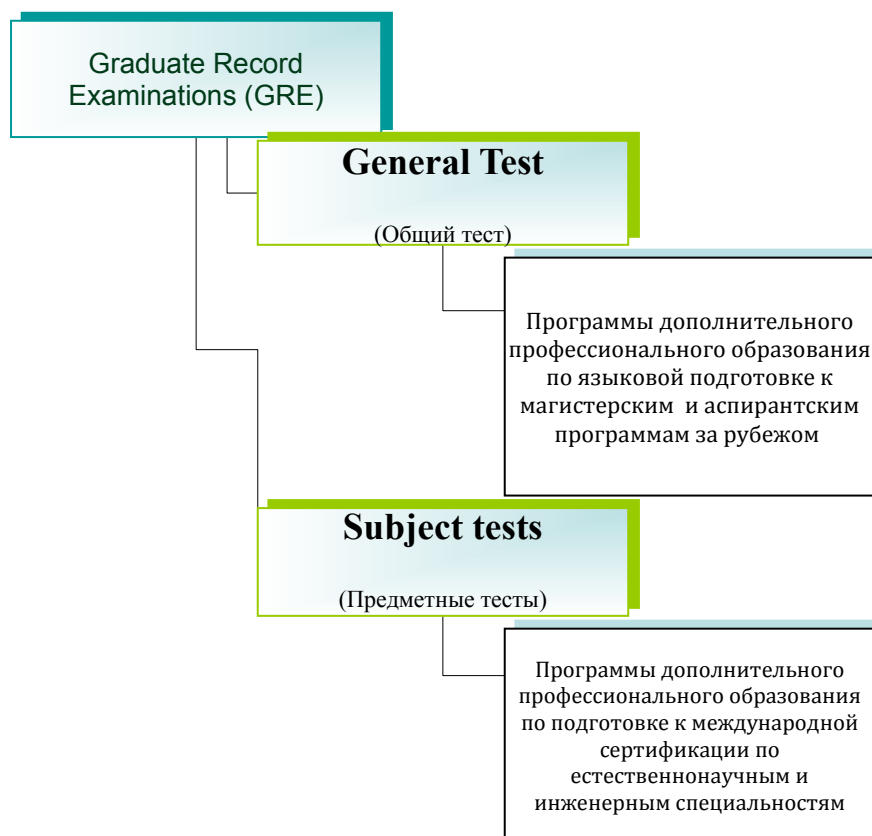 Graduate Record
Examinations (GRE)
General Test
(Общий тест)
Программы дополнительного
профессионального образования
по языковой подготовке к
магистерским и аспирантским
программам за рубежом
Subject tests
(Предметные тесты)
Программы дополнительного
профессионального образования
по подготовке к международной
сертификации по
естественнонаучным и
инженерным специальностям